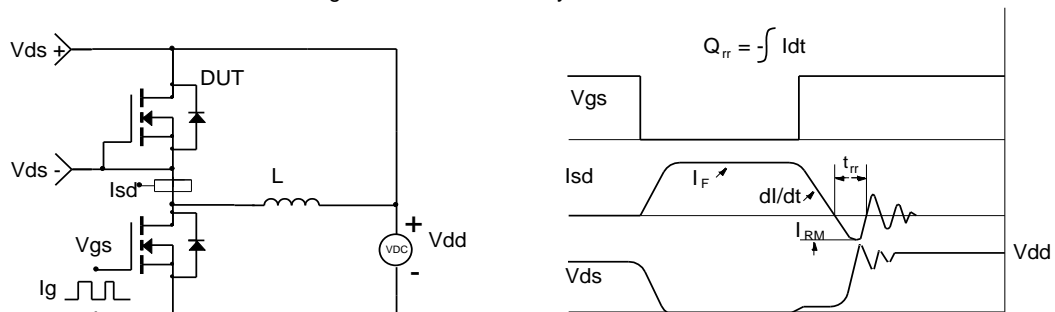 Vds +
DUT
Vds -
Isd
L
Vgs
+
VDC
Vdd
-
Ig
Qrr = -∫ Idt
Vgs
Isd
IF
dI/dt
trr
IRM
Vdd
Vds